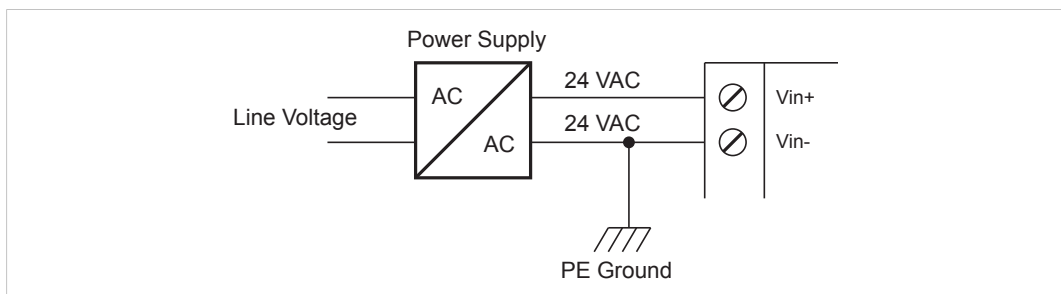 Power Supply
AC
AC
Line Voltage
24 VAC
24 VAC
Vin+
Vin-
PE Ground